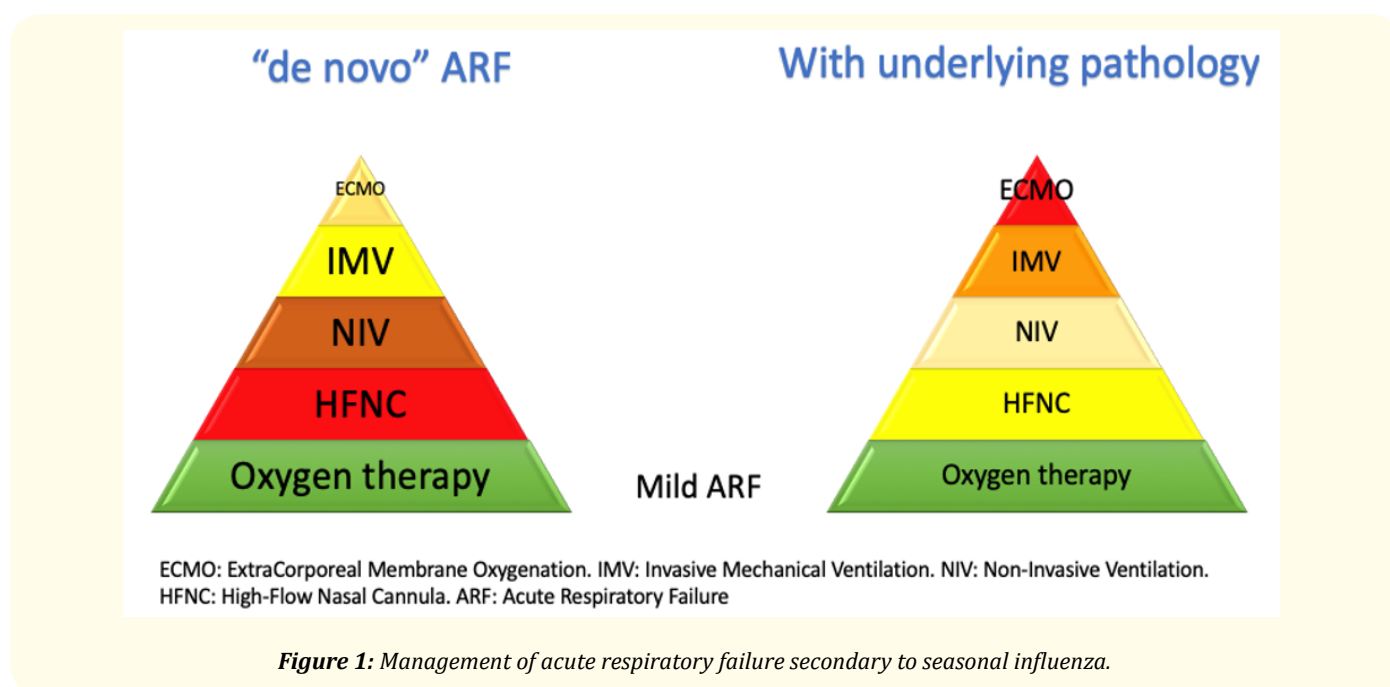 “de novo” ARF
With underlying pathology
ECMO
IMV
NIV
HFNC
Oxygen therapy
Mild ARF
ECMO
IMV
NIV
HFNC
Oxygen therapy
ECMO: ExtraCorporeal Membrane Oxygenation. IMV: Invasive Mechanical Ventilation. NIV: Non-Invasive Ventilation.
HFNC: High-Flow Nasal Cannula. ARF: Acute Respiratory Failure
Figure 1: Management of acute respiratory failure secondary to seasonal influenza.